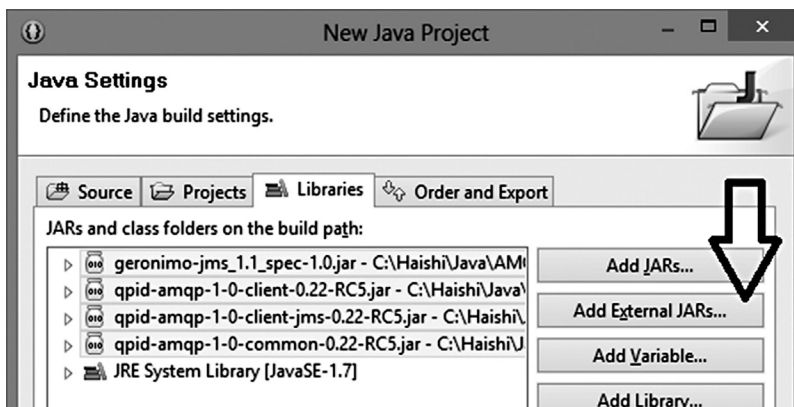 New Java Project
Java Settings
Define the Java build settings.
Source Projects Libraries Order and Export
JARs and class folders on the build path:
geronimo-jms_1.1_spec-1.0.jar - C:\Haishi\Java\AM
qpid-amqp-1-0-client-0.22-RC5.jar - C:\Haishi\Java\
qpid-amqp-1-0-client-jms-0.22-RC5.jar - C:\Haishi\
qpid-amqp-1-0-common-0.22-RC5.jar - C:\Haishi\J
JRE System Library [JavaSE-1.7]
Add JARs...
Add External JARs...
Add Variable...
Add Library...